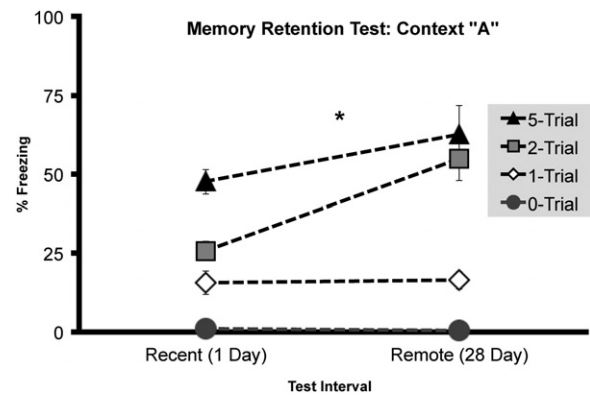 Memory Retention Test: Context "A"
100
75
50
25
0
% Freezing
*
5-Trial
2-Trial
1-Trial
0-Trial
Recent (1 Day)
Remote (28 Day)
Test Interval